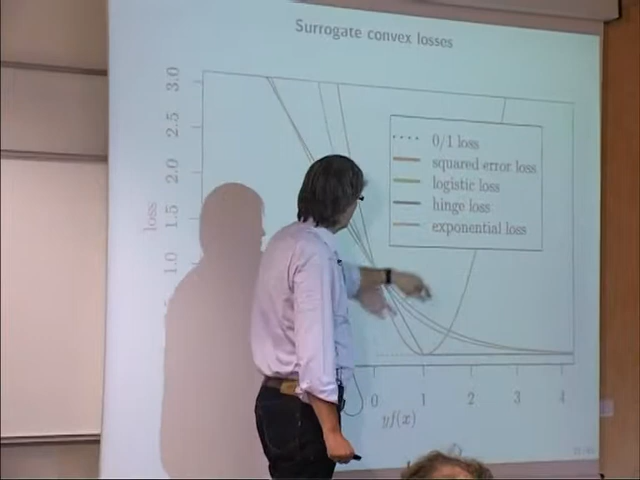 Surrogate convex losses
3.0
2.5
2.0
1.5
1.0
loss
0/1 loss
squared error loss
logistic loss
hinge loss
exponential loss
0 1 2 3 4
yf(x)